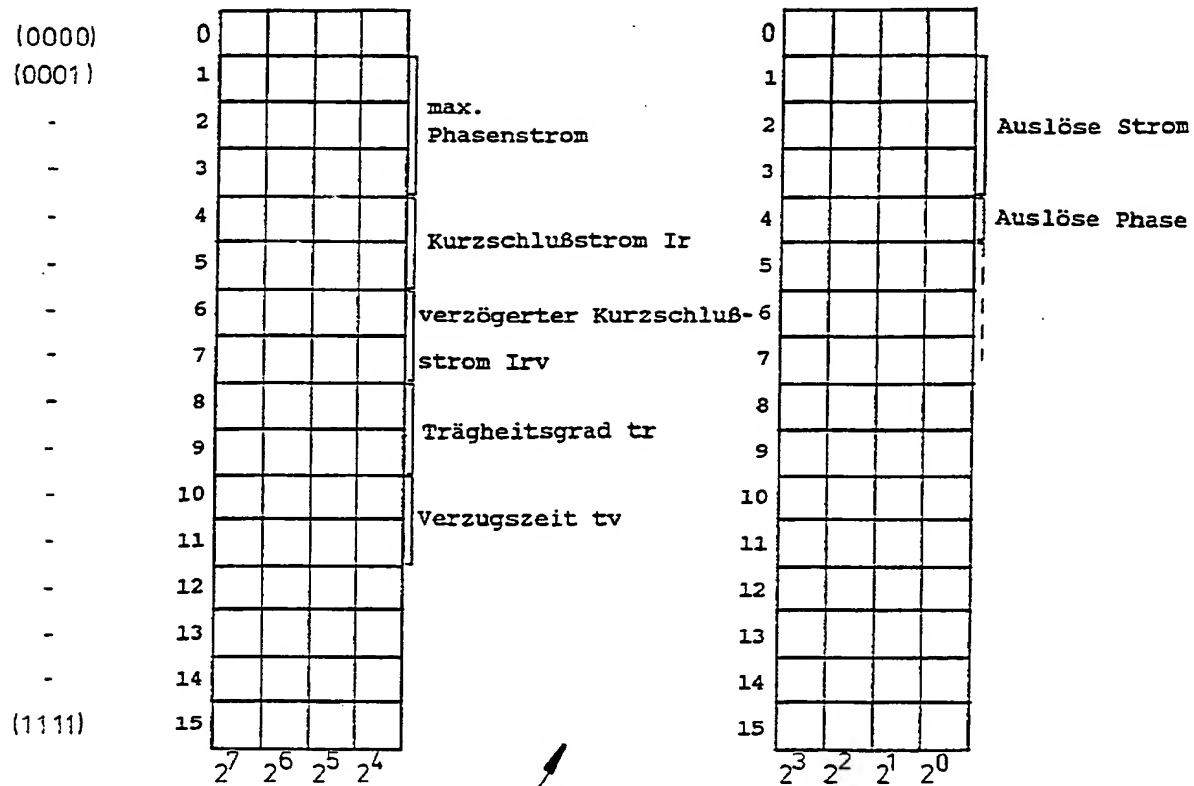 (0000) 0 0
(0001) 1 1
- 2 max. Phasenstrom 2 Auslöse Strom
- 3 3
- 4 4 Auslöse Phase
- 5 Kurzschlußstrom Ir 5
- 6 verzögerter Kurzschluß- 6
- 7 strom Irv 7
- 8 8
- 9 Trägheitsgrad tr 9
- 10 10
- 11 Verzugszeit tv 11
- 12 12
- 13 13
- 14 14
(1111) 15 15
2^7 2^6 2^5 2^4 2^3 2^2 2^1 2^0